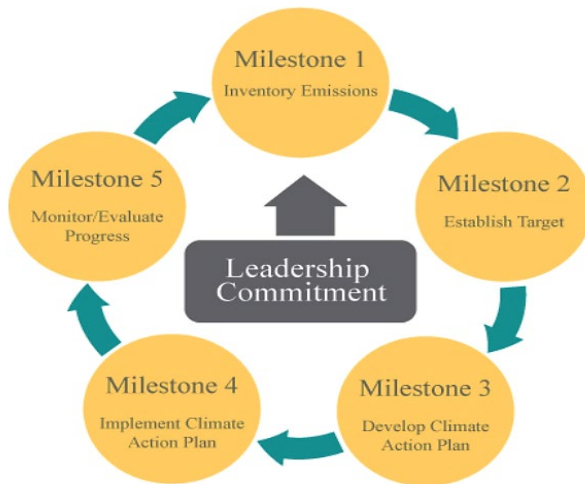 Milestone 1
Inventory Emissions
Milestone 2
Establish Target
Milestone 3
Develop Climate
Action Plan
Milestone 4
Implement Climate
Action Plan
Milestone 5
Monitor/Evaluate
Progress
Leadership
Commitment